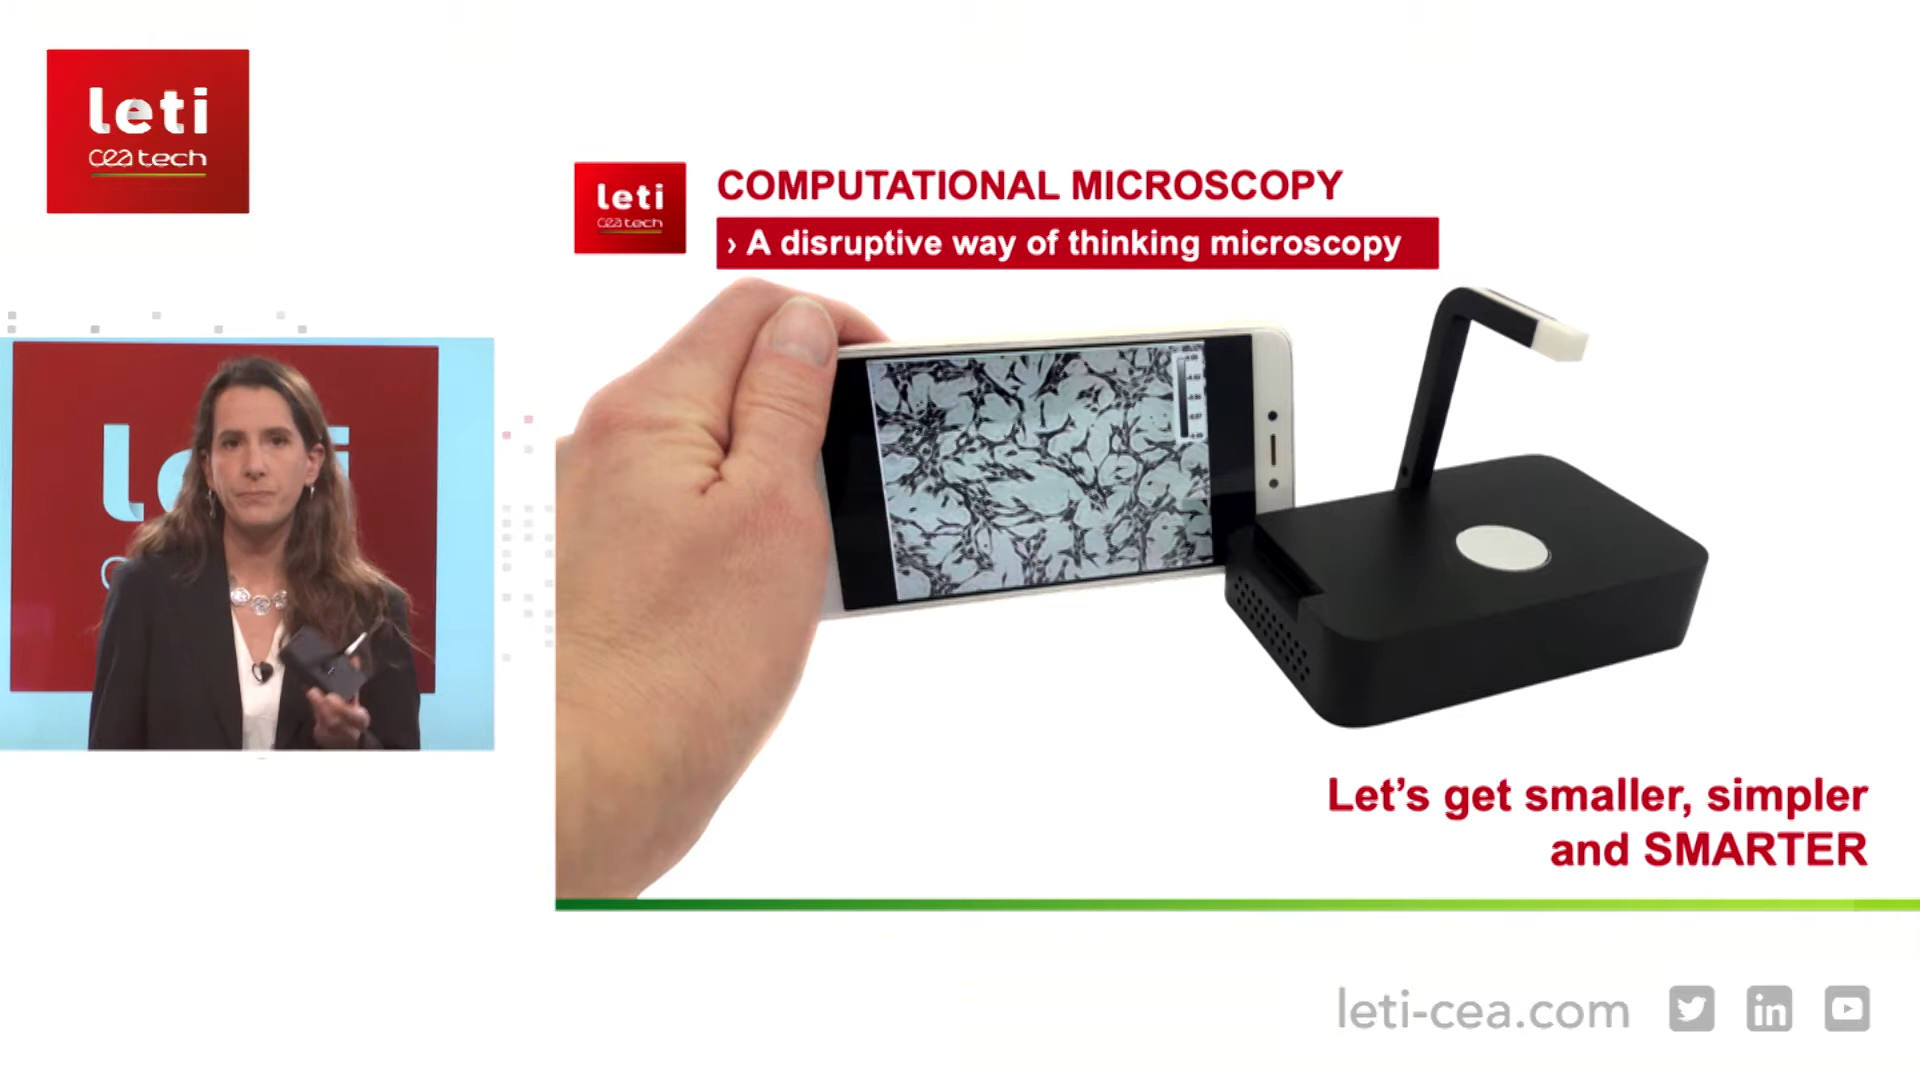 leti
cea tech
leti
cea tech
COMPUTATIONAL MICROSCOPY
› A disruptive way of thinking microscopy
Let’s get smaller, simpler
and SMARTER
leti-cea.com
in